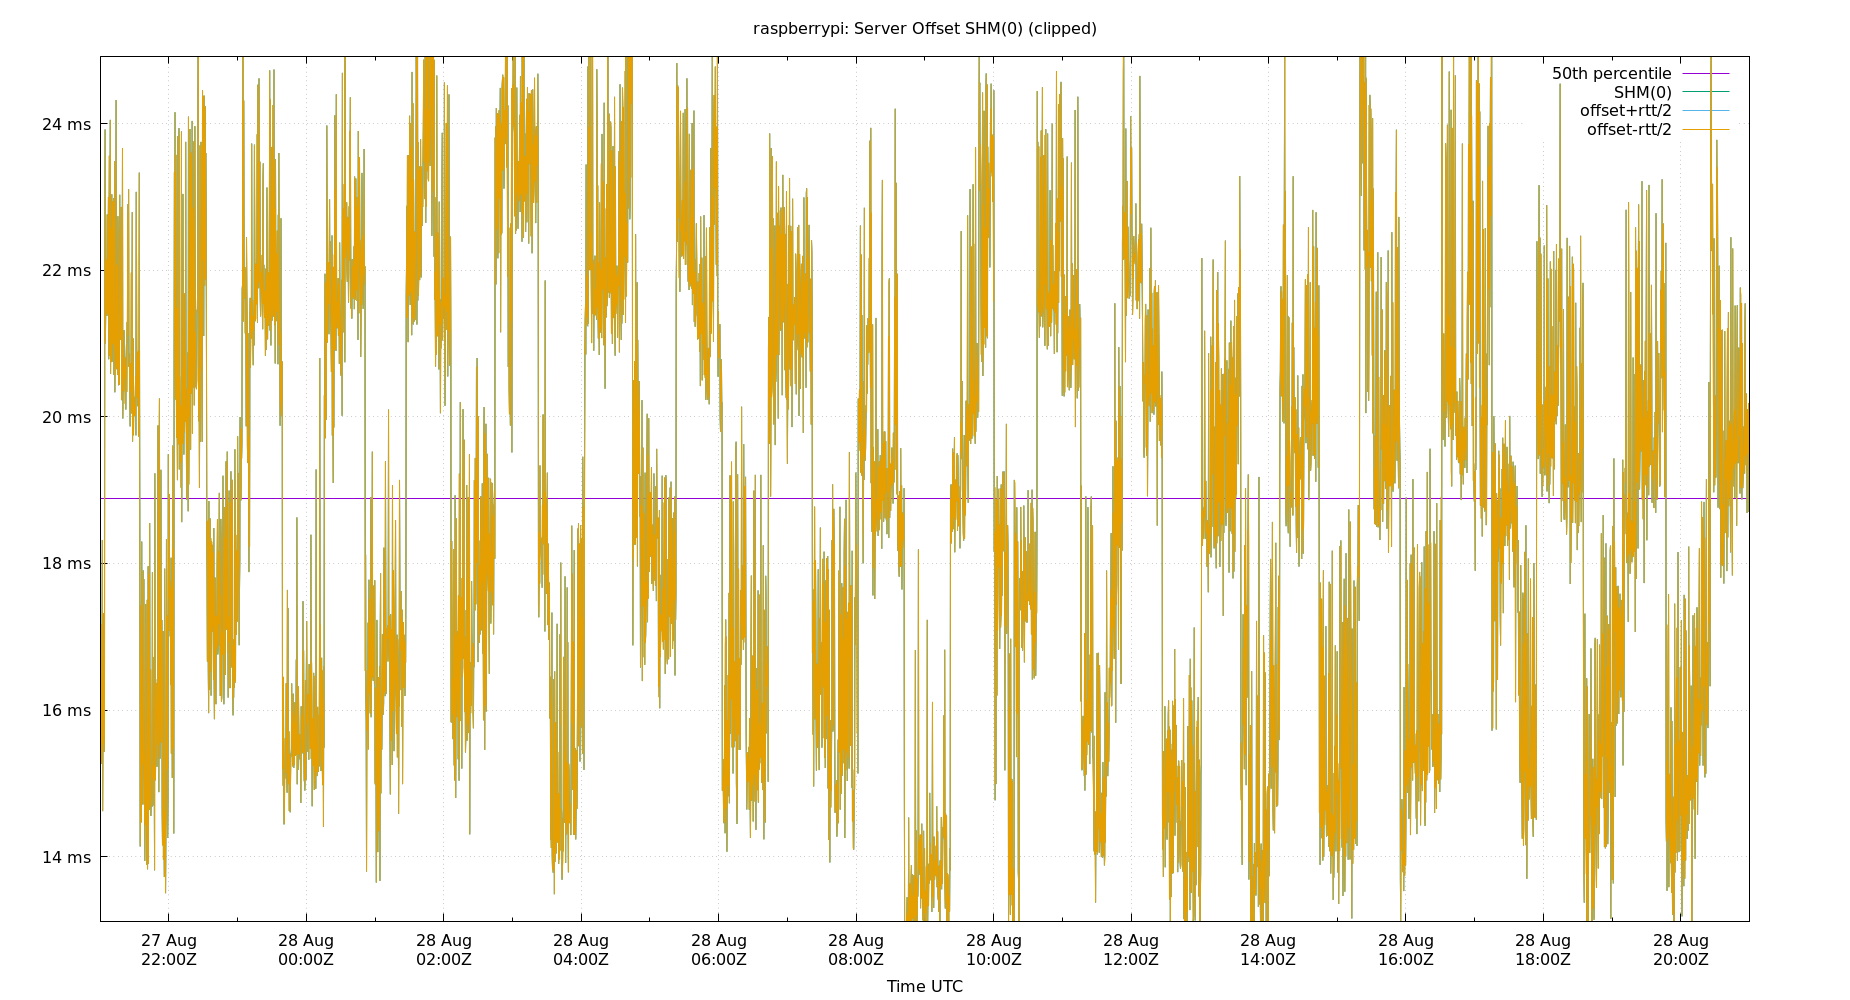 raspberrypi: Server Offset SHM(0) (clipped)
50th percentile
SHM(0)
offset+rtt/2
offset-rtt/2
24 ms
22 ms
20 ms
18 ms
16 ms
14 ms
27 Aug 28 Aug 28 Aug 28 Aug 28 Aug 28 Aug 28 Aug 28 Aug 28 Aug 28 Aug 28 Aug 28 Aug
22:00Z 00:00Z 02:00Z 04:00Z 06:00Z 08:00Z 10:00Z 12:00Z 14:00Z 16:00Z 18:00Z 20:00Z
Time UTC